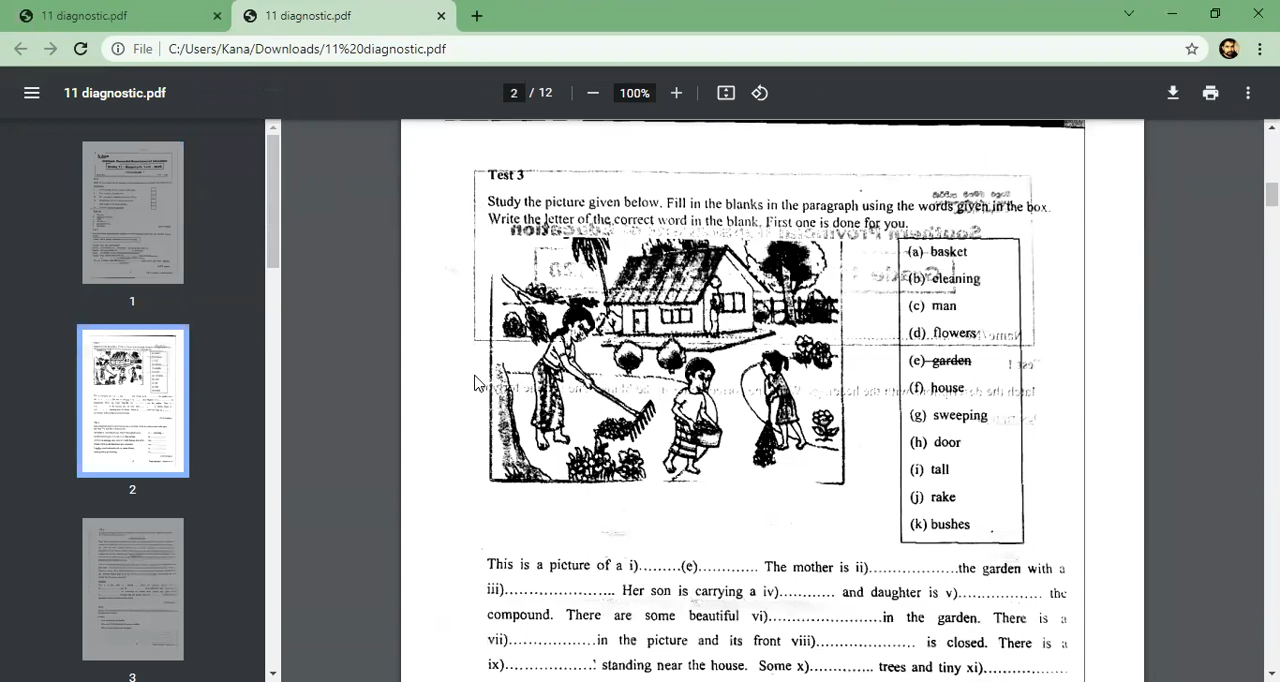 11 diagnostic.pdf
11 diagnostic.pdf
File
C:/Users/Kana/Downloads/11%20diagnostic.pdf
11 diagnostic.pdf
2 / 12
100%
1
2
3
Test 3
Study the picture given below. Fill in the blanks in the paragraph using the words given in the box.
Write the letter of the correct word in the blank. First one is done for you.
(a) basket
(b) cleaning
(c) man
(d) flowers
(e) garden
(f) house
(g) sweeping
(h) door
(i) tall
(j) rake
(k) bushes
This is a picture of a i).........(e)............ The mother is ii)....................the garden with a
iii)......................... Her son is carrying a iv)............ and daughter is v)................... the
compound. There are some beautiful vi).........................in the garden. There is a
vii)....................in the picture and its front viii)...................... is closed. There is a
ix)..................... standing near the house. Some x)............. trees and tiny xi)...................